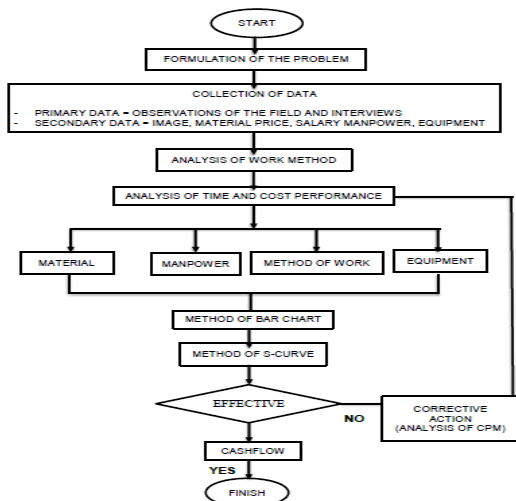 START
FORMULATION OF THE PROBLEM
COLLECTION OF DATA
- PRIMARY DATA = OBSERVATIONS OF THE FIELD AND INTERVIEWS
- SECONDARY DATA = IMAGE, MATERIAL PRICE, SALARY MANPOWER, EQUIPMENT
ANALYSIS OF WORK METHOD
ANALYSIS OF TIME AND COST PERFORMANCE
MATERIAL
MANPOWER
METHOD OF WORK
EQUIPMENT
METHOD OF BAR CHART
METHOD OF S-CURVE
EFFECTIVE
NO
CORRECTIVE
ACTION
(ANALYSIS OF CPM)
CASHFLOW
YES
FINISH